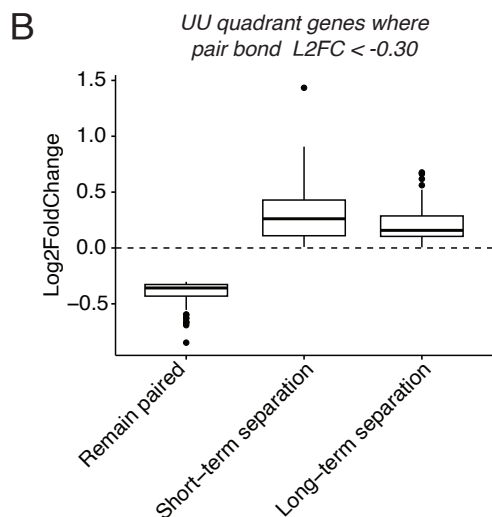 B
UU quadrant genes where
pair bond L2FC < -0.30
Log2FoldChange
1.5
1.0
0.5
0.0
−0.5
Remain paired
Short−term separation
Long−term separation